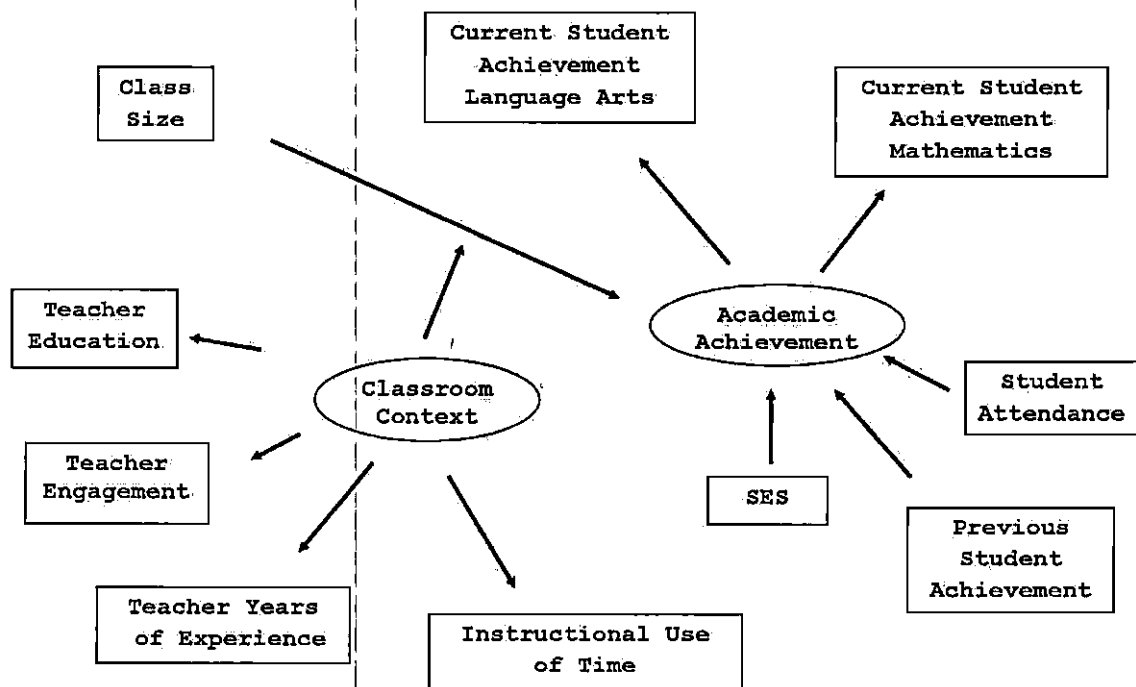 Current Student
Achievement
Language Arts
Class
Size
Current Student
Achievement
Mathematics
Teacher
Education
Academic
Achievement
Classroom
Context
Student
Attendance
Teacher
Engagement
SES
Previous
Student
Achievement
Teacher Years
of Experience
Instructional Use
of Time